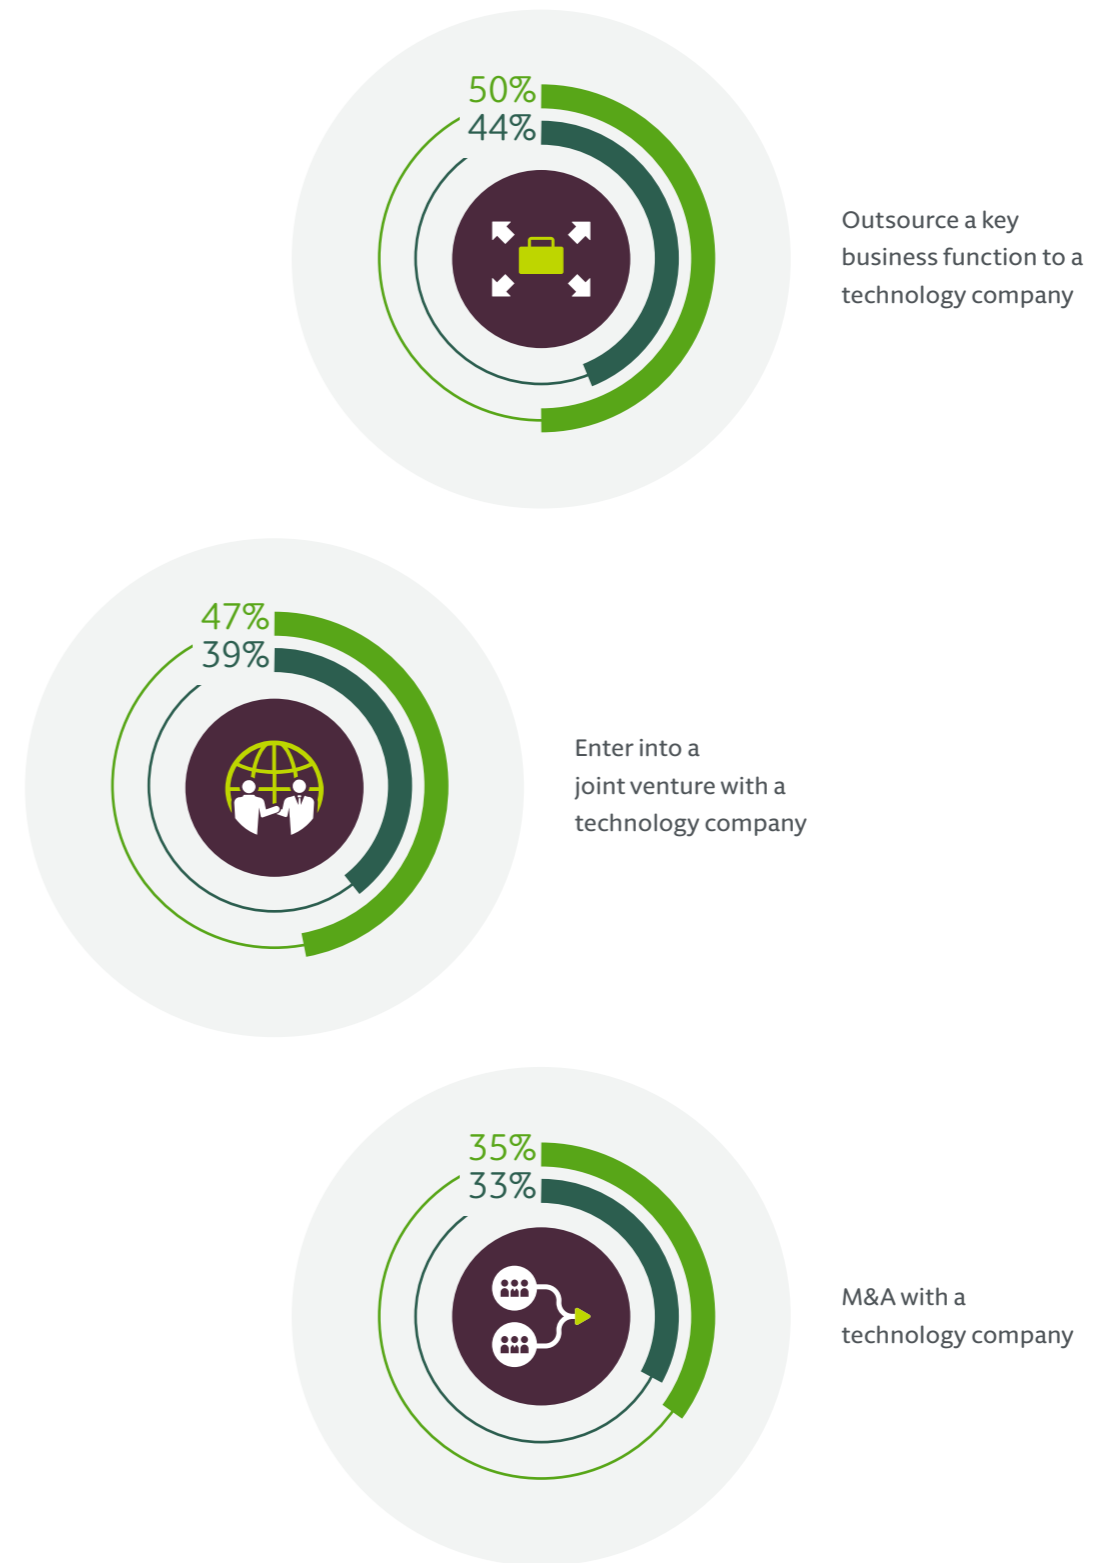 50%
44%
Outsource a key
business function to a
technology company
47%
39%
Enter into a
joint venture with a
technology company
35%
33%
M&A with a
technology company